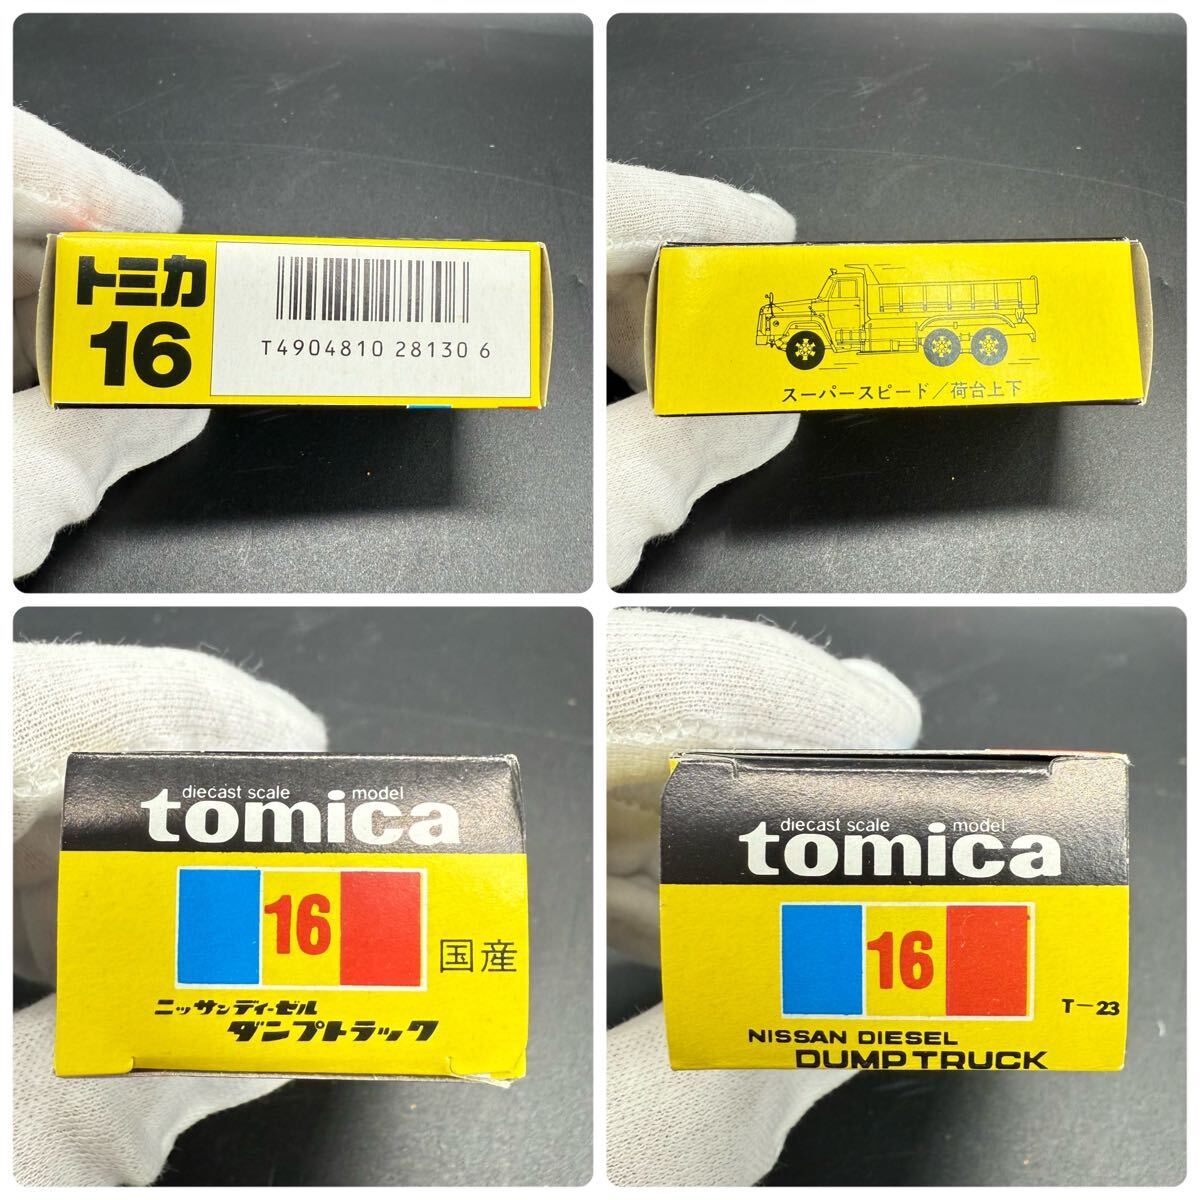 トミカ
16
T4904810 28130 6
スーパースピード／荷台上下
diecast scale model
tomica
16
国産
ニッサンディーゼル
ダンプトラック
diecast scale model
tomica
16
T-23
NISSAN DIESEL
DUMP TRUCK